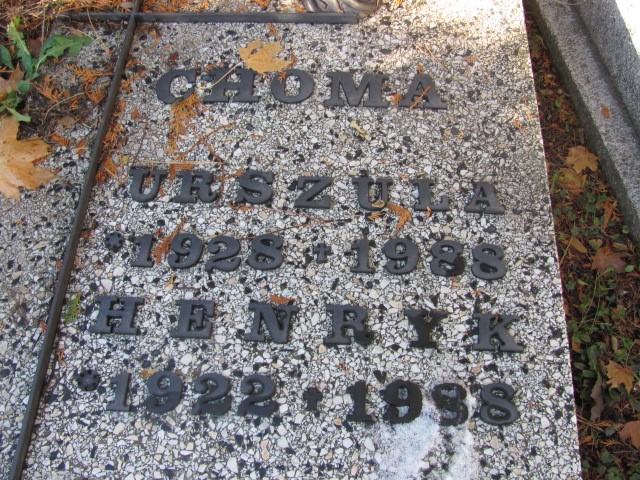 CHOMA
URSZULA
*1928 † 1988
HENRYK
*1922 † 1998